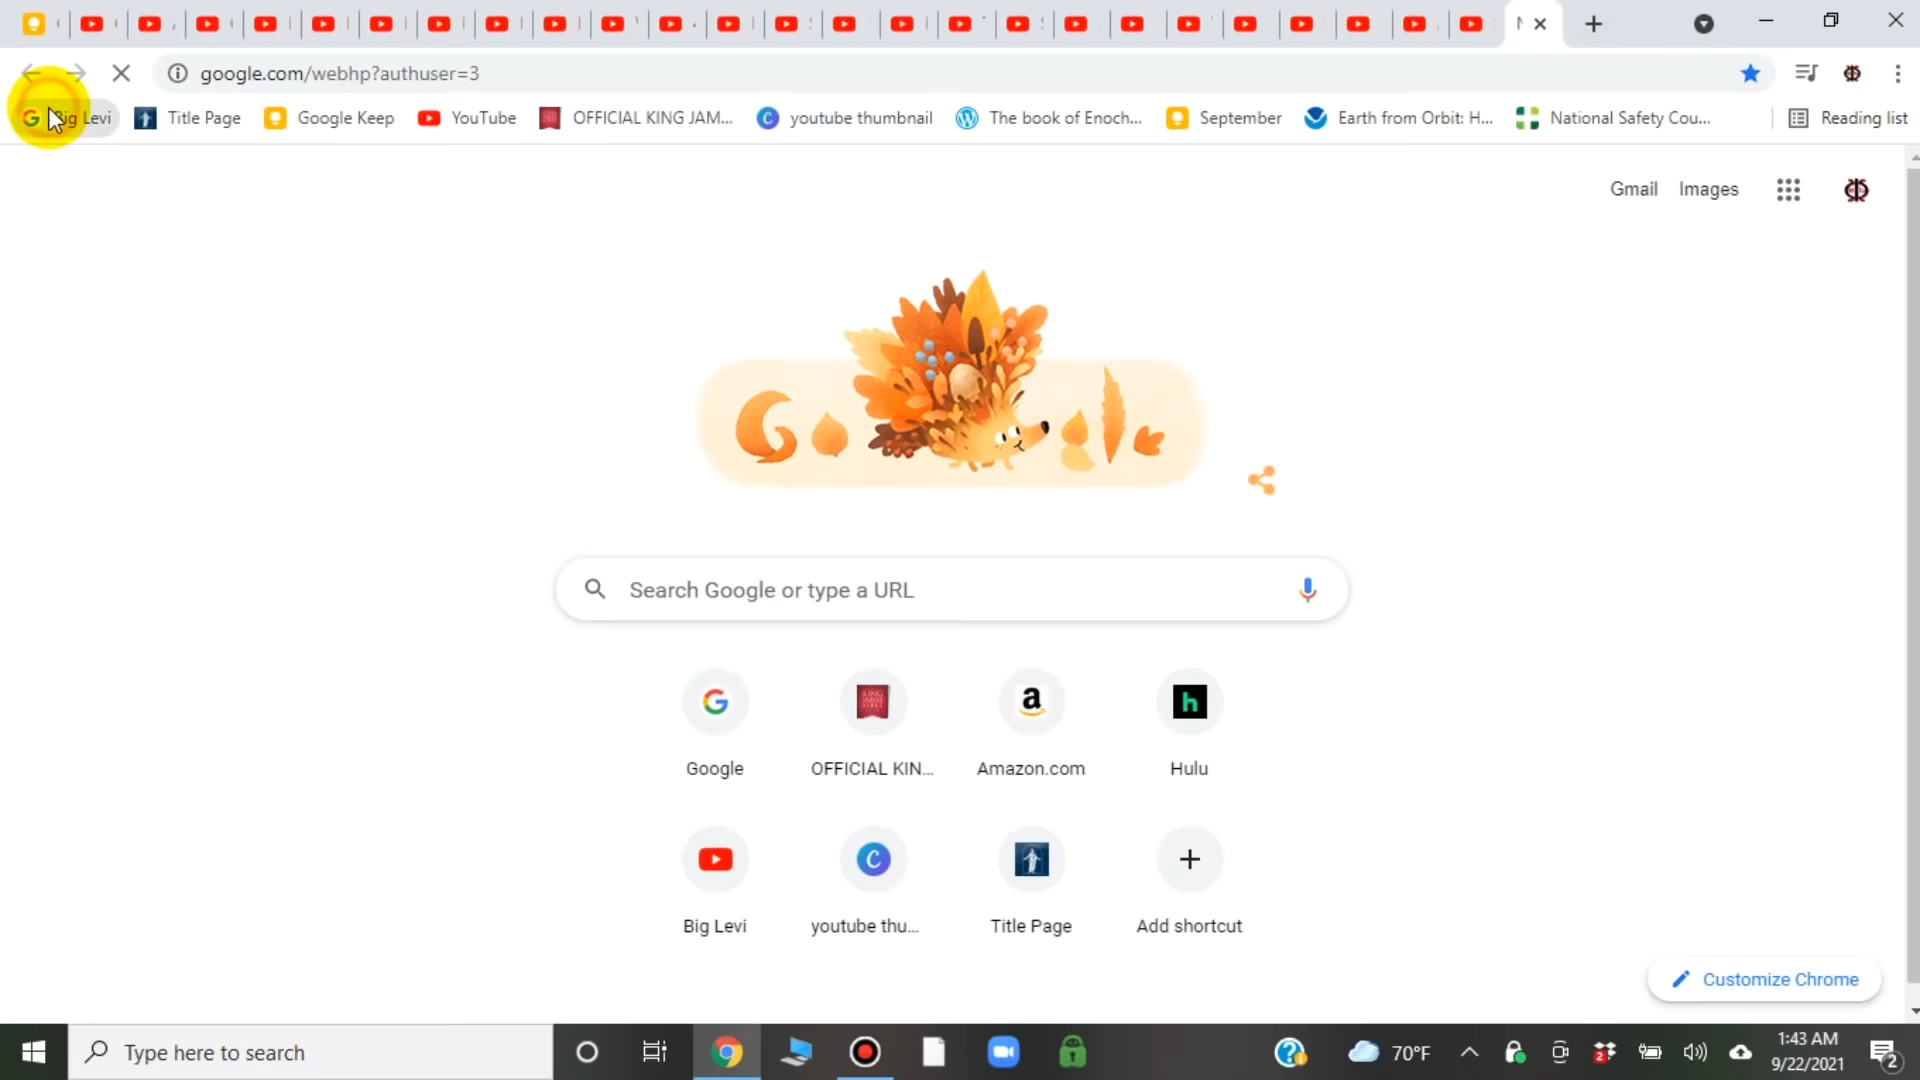 google.com/webhp?authuser=3
Big Levi
Title Page
Google Keep
YouTube
OFFICIAL KING JAM...
youtube thumbnail
The book of Enoch...
September
Earth from Orbit: H...
National Safety Cou...
Reading list
Gmail
Images
Google
Search Google or type a URL
Google
OFFICIAL KIN...
Amazon.com
Hulu
Big Levi
youtube thu...
Title Page
Add shortcut
Customize Chrome
Type here to search
70°F
1:43 AM
9/22/2021
2
2